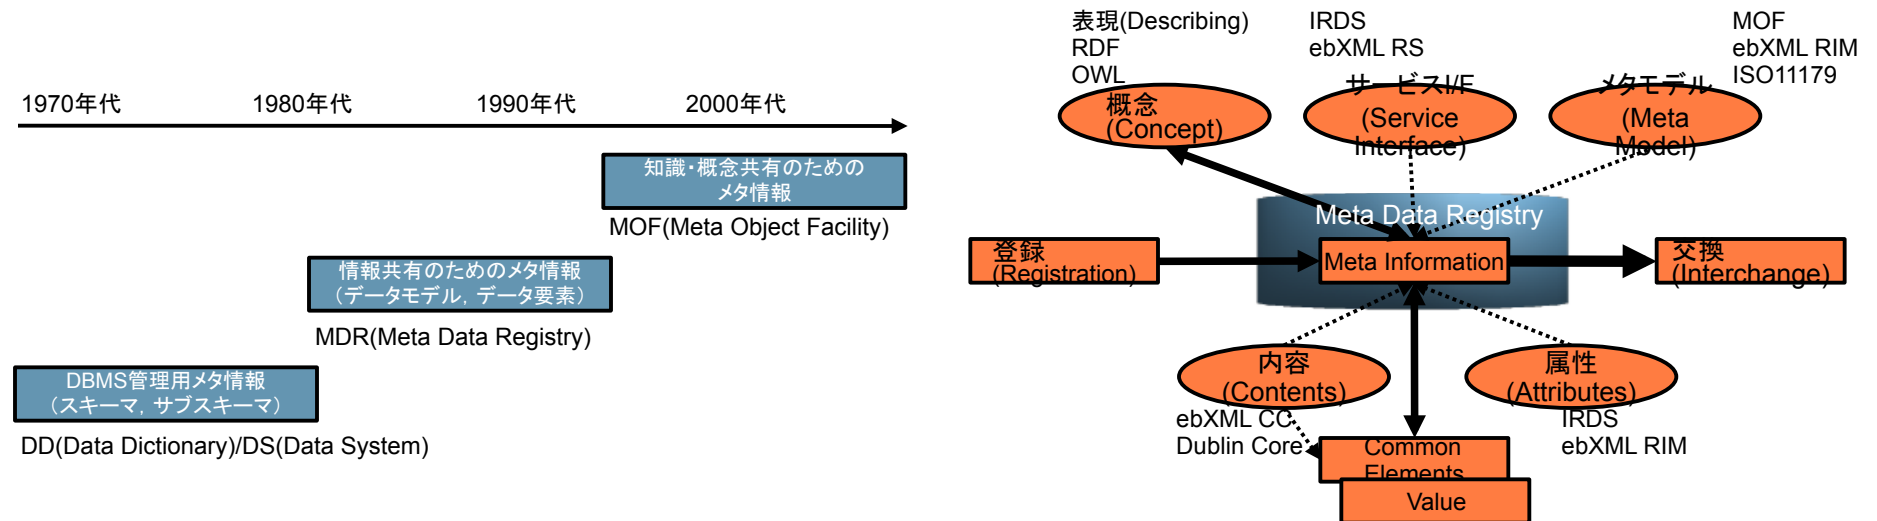 1970年代
1980年代
1990年代
2000年代
知識・概念共有のための
メタ情報
MOF(Meta Object Facility)
情報共有のためのメタ情報
（データモデル，データ要素）
MDR(Meta Data Registry)
DBMS管理用メタ情報
（スキーマ，サブスキーマ）
DD(Data Dictionary)/DS(Data System)
表現(Describing)
RDF
OWL
概念
(Concept)
IRDS
ebXML RS
サービスI/F
(Service
Interface)
MOF
ebXML RIM
ISO11179
メタモデル
(Meta
Model)
Meta Data Registry
登録
(Registration)
Meta Information
交換
(Interchange)
内容
(Contents)
ebXML CC
Dublin Core
属性
(Attributes)
IRDS
ebXML RIM
Common
Elements
Value